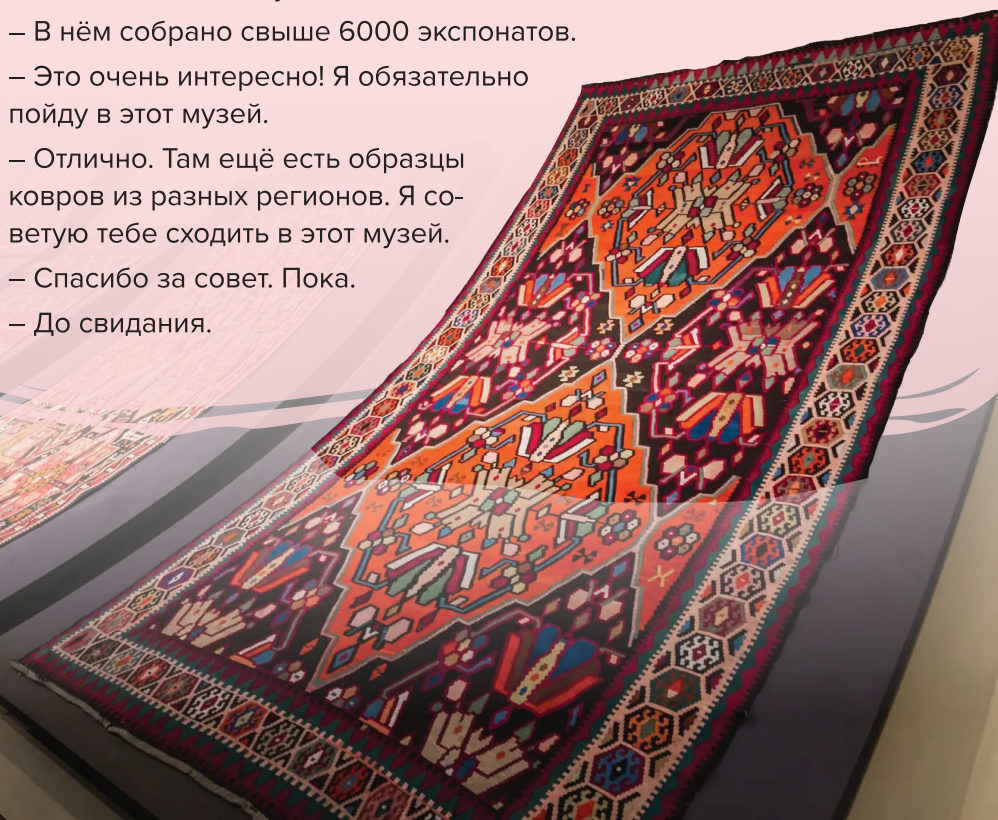 – В нём собрано свыше 6000 экспонатов.
– Это очень интересно! Я обязательно
пойду в этот музей.
– Отлично. Там ещё есть образцы
ковров из разных регионов. Я со-
ветую тебе сходить в этот музей.
– Спасибо за совет. Пока.
– До свидания.